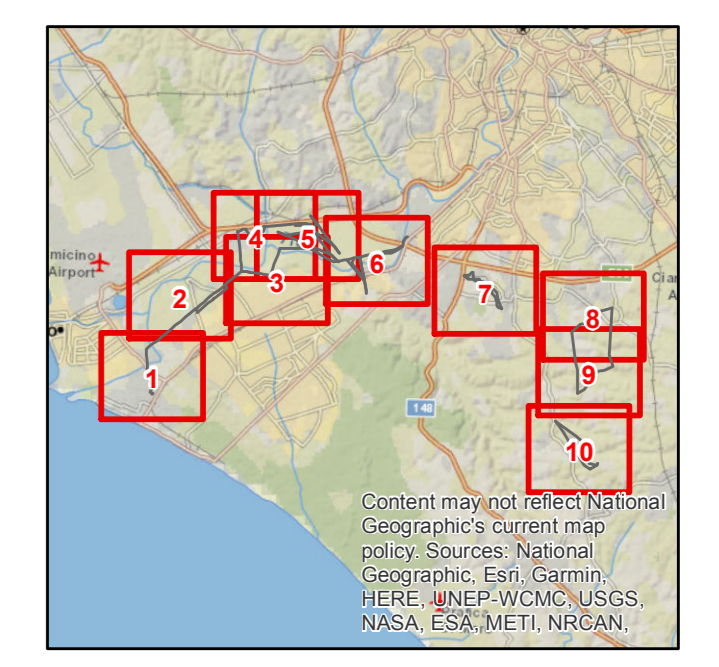 micino
Airport
4
5
6
3
2
7
Cia
A
8
1
9
148
10
Content may not reflect National
Geographic's current map
policy. Sources: National
Geographic, Esri, Garmin,
HERE, UNEP-WCMC, USGS,
NASA, ESA, METI, NRCAN,